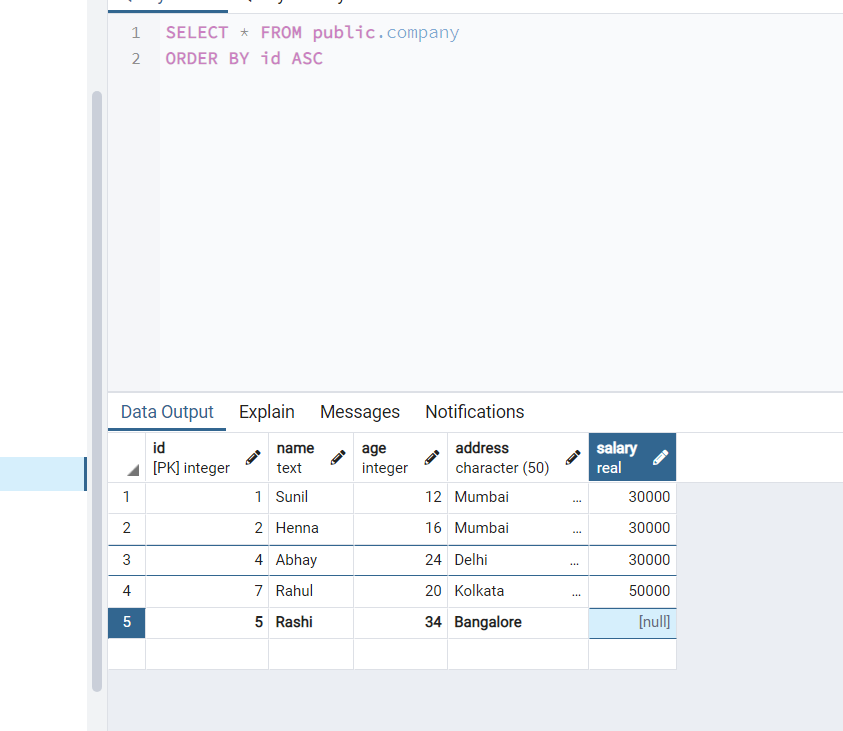 1 SELECT * FROM public.company
2 ORDER BY id ASC
Data Output Explain Messages Notifications
id name age address salary
[PK] integer text integer character (50) real
1 1 Sunil 12 Mumbai ... 30000
2 2 Henna 16 Mumbai ... 30000
3 4 Abhay 24 Delhi ... 30000
4 7 Rahul 20 Kolkata ... 50000
5 5 Rashi 34 Bangalore [null]